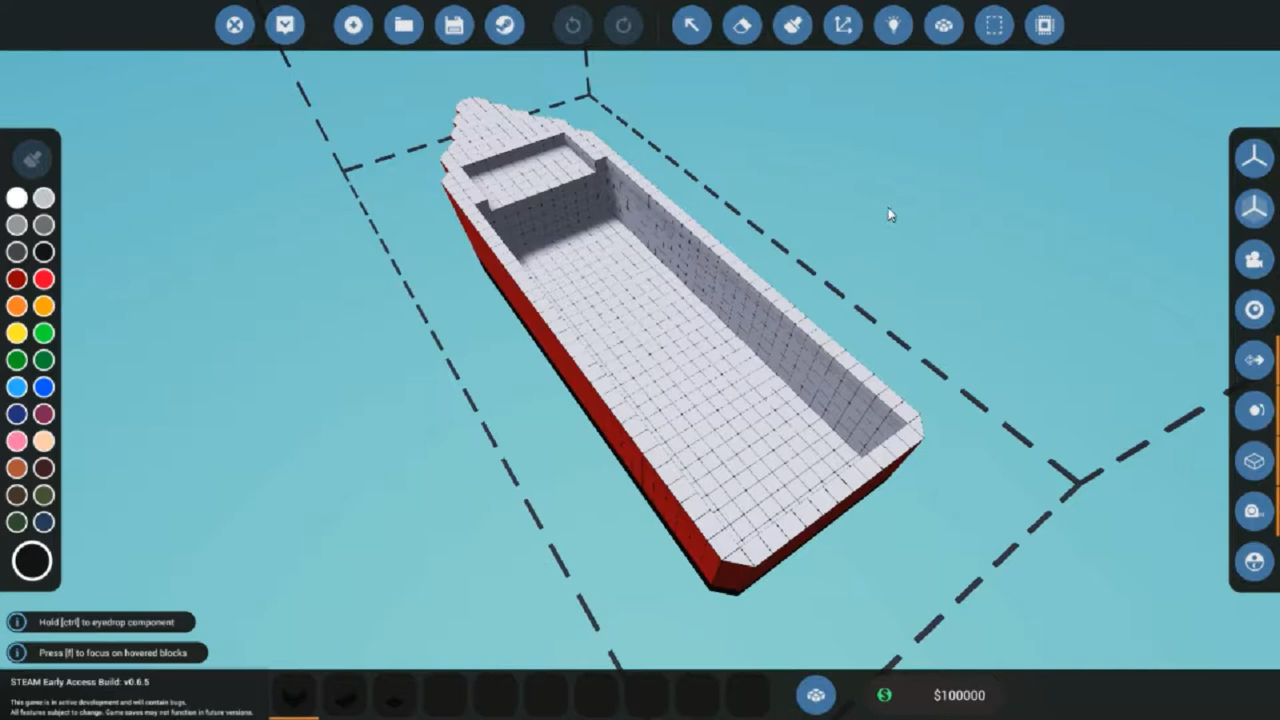 Hold [ctrl] to eyedrop component
Press [f] to focus on hovered blocks
STEAM Early Access Build: v0.6.5
$100000
This game is in active development and will contain bugs.
All features subject to change. Game saves may not function in future versions.